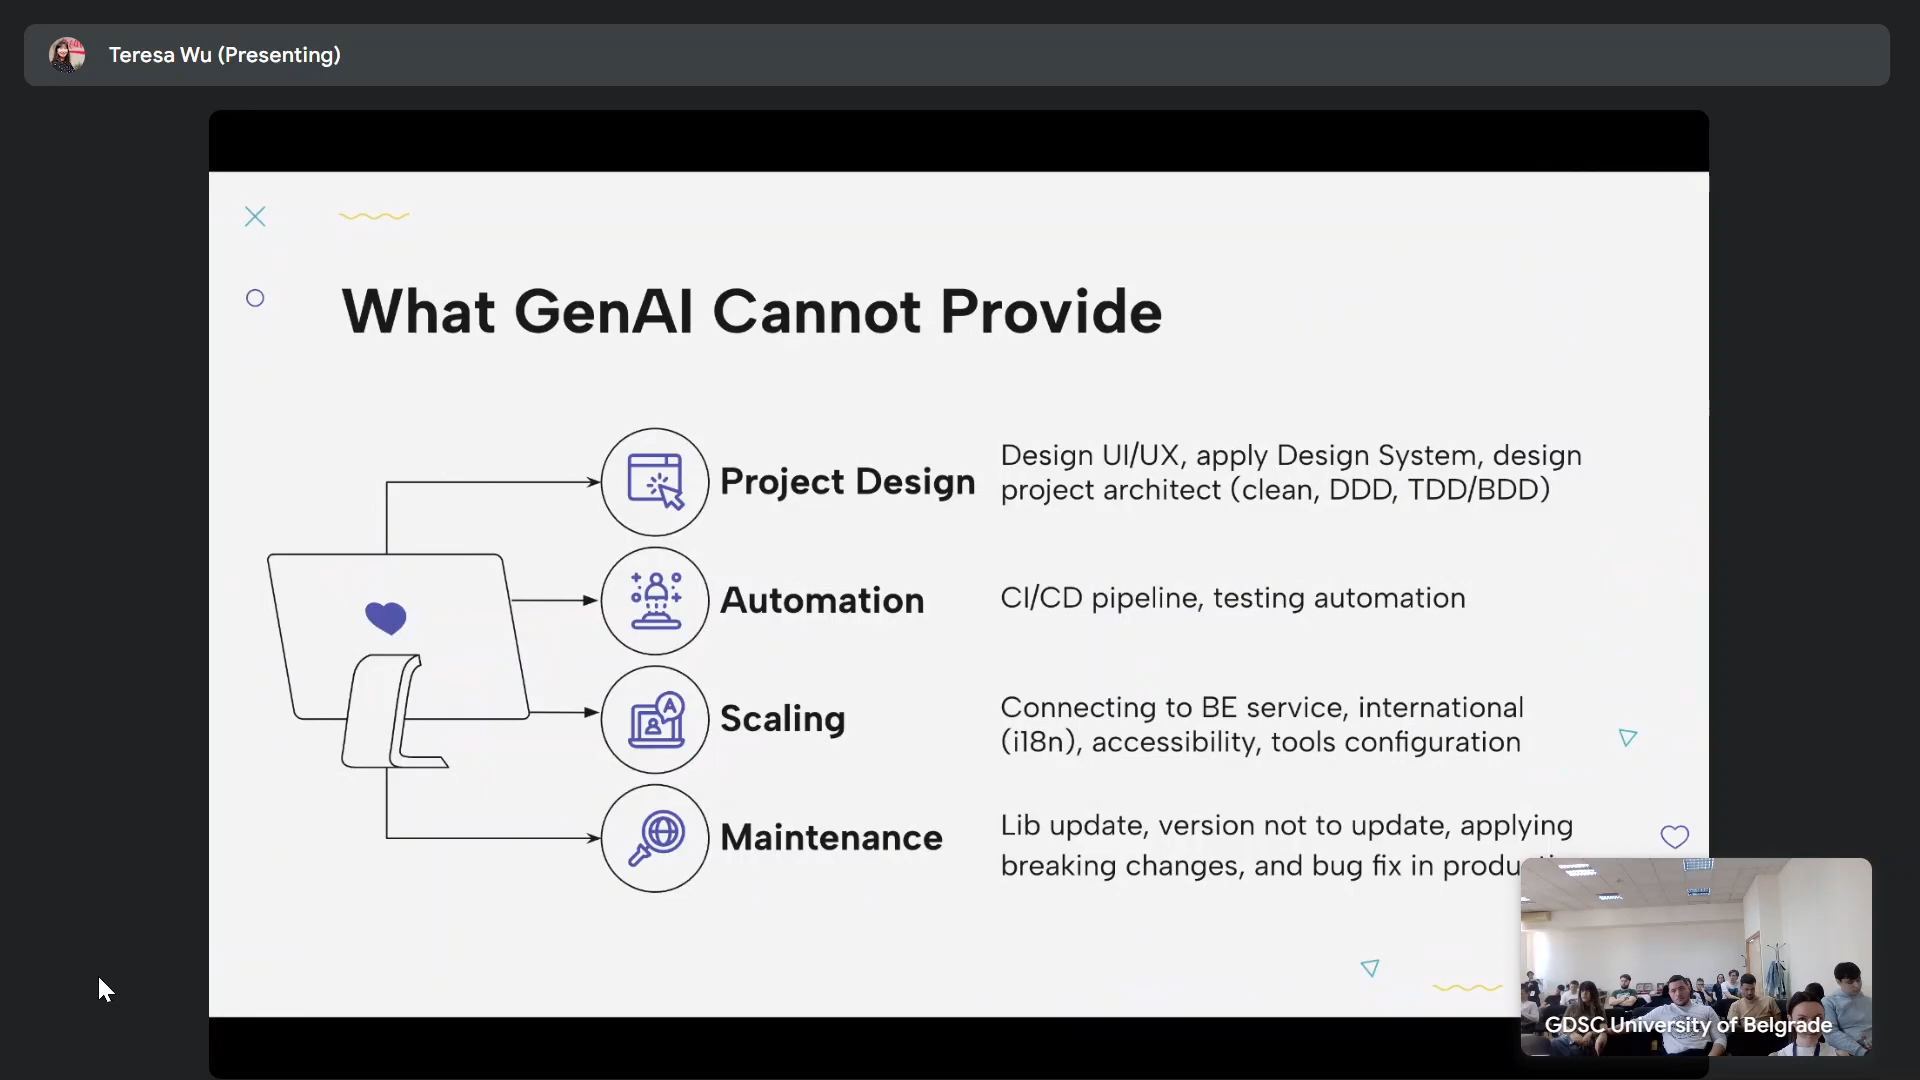 Teresa Wu (Presenting)
What GenAI Cannot Provide
Project Design
Design UI/UX, apply Design System, design
project architect (clean, DDD, TDD/BDD)
Automation
CI/CD pipeline, testing automation
Scaling
Connecting to BE service, international
(i18n), accessibility, tools configuration
A
Maintenance
Lib update, version not to update, applying
breaking changes, and bug fix in produ
GDSC University of Belgrade